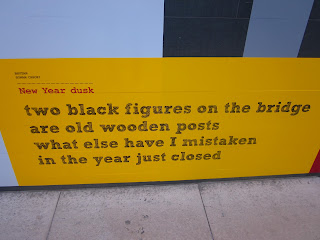 New Year dusk
two black figures on the bridge
are old wooden posts
what else have I mistaken
in the year just closed